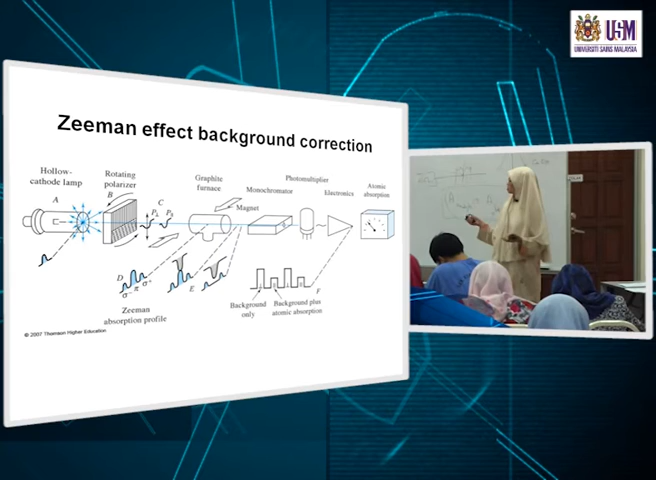 USM
UNIVERSITI SAINS MALAYSIA
Zeeman effect background correction
Hollow-
cathode lamp
Rotating
polarizer
Graphite
furnace
Magnet
Monochromator
Photomultiplier
Electronics
Atomic
absorption
A
B
C
D
E
F
σ⁻ π σ⁺
Zeeman
absorption profile
Background
only
Background plus
atomic absorption
© 2007 Thomson Higher Education